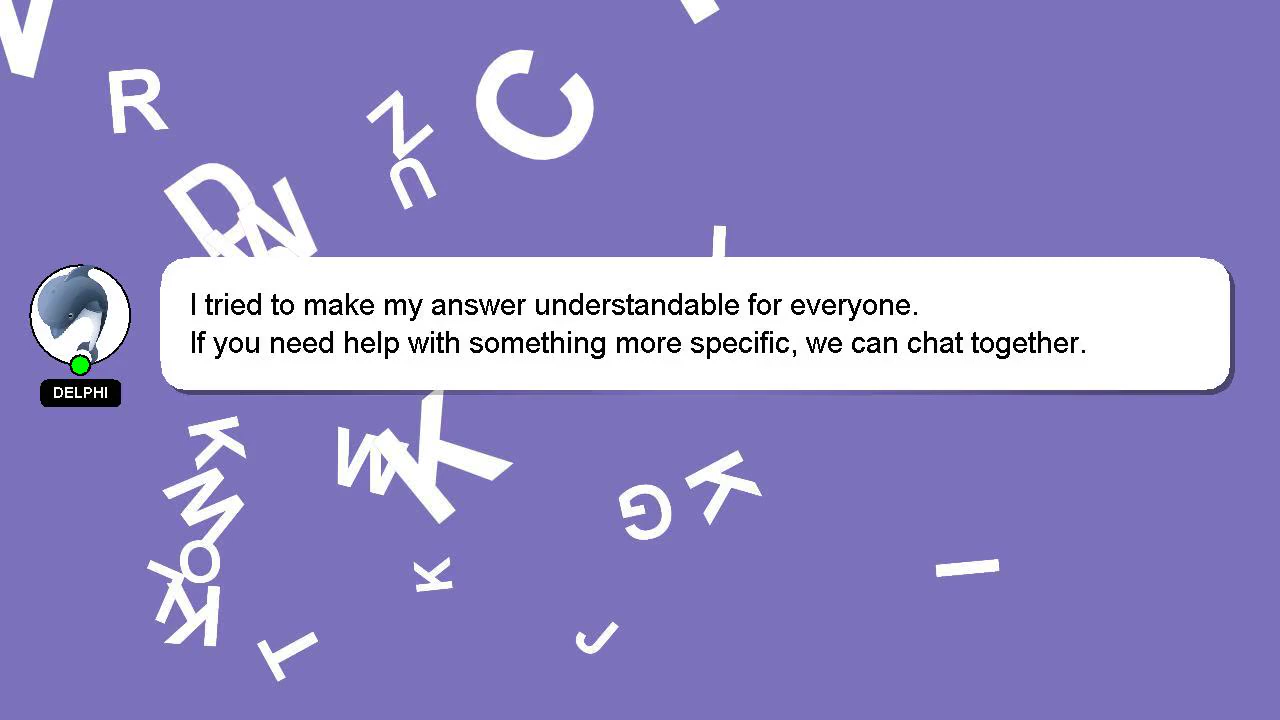 R
N
C
U
D
W
I tried to make my answer understandable for everyone.
If you need help with something more specific, we can chat together.
DELPHI
K
M
K
G
K
W
O
K
K
I
T
J